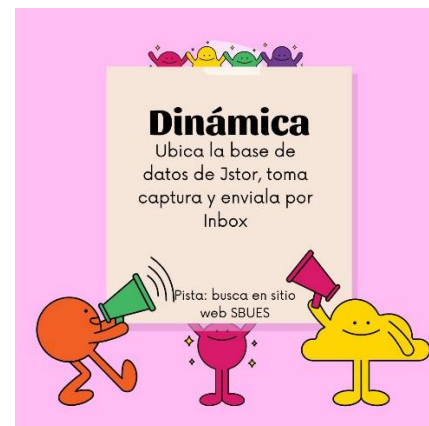 Dinámica
Ubica la base de
datos de Jstor, toma
captura y enviala por
Inbox
Pista: busca en sitio
web SBUES